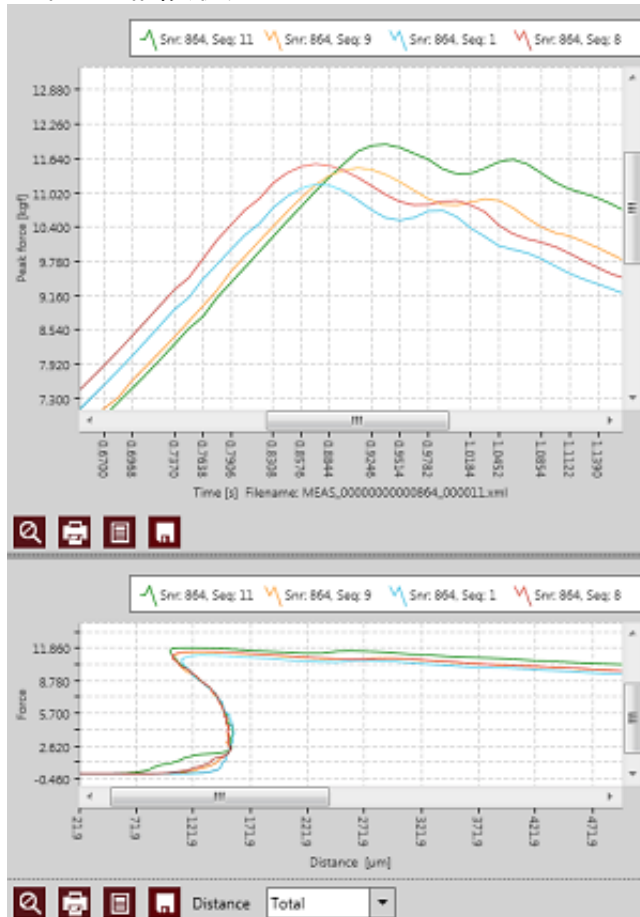 Snr: 864, Seq: 11 Snr: 864, Seq: 9 Snr: 864, Seq: 1 Snr: 864, Seq: 8
12.880
12.260
11.640
11.020
10.400
9.780
9.160
8.540
7.920
7.300
Peak force [kgf]
0.6700 0.6968 0.7370 0.7638 0.7906 0.8308 0.8576 0.8844 0.9246 0.9514 0.9782 1.0184 1.0452 1.0854 1.1122 1.1390
Time [s] Filename: MEAS_00000000000864_000011.xml
Snr: 864, Seq: 11 Snr: 864, Seq: 9 Snr: 864, Seq: 1 Snr: 864, Seq: 8
11.860
8.780
5.700
2.620
-0.460
Force
21.9 71.9 121.9 171.9 221.9 271.9 321.9 371.9 421.9 471.9
Distance [µm]
Distance Total